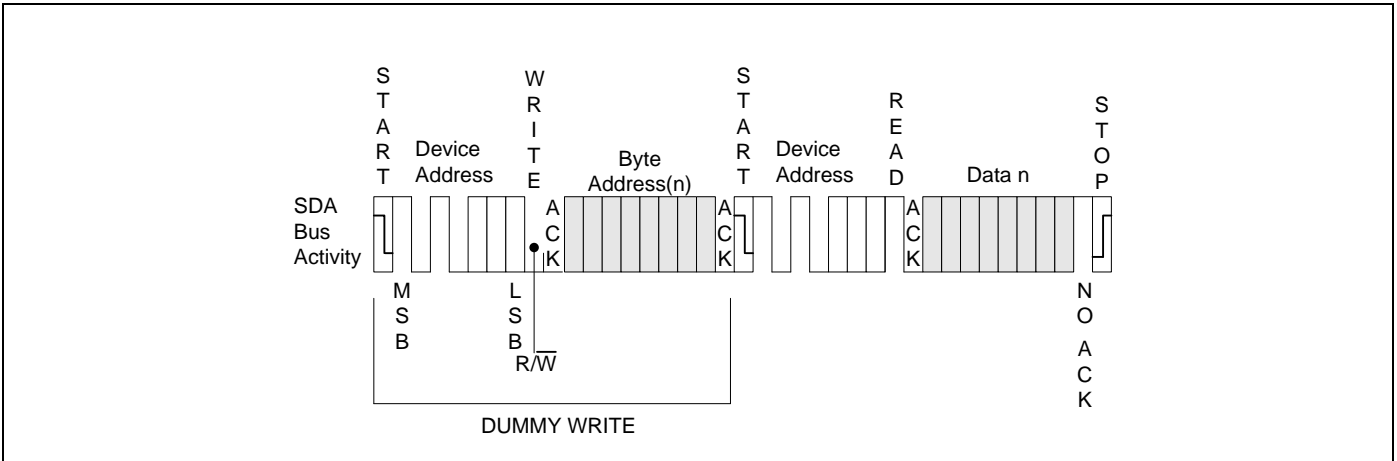 START
WRITE
START
READ
STOP
Device
Address
Byte
Address(n)
Device
Address
Data n
SDA
Bus
Activity
ACK
ACK
ACK
MSB
LSB
R/W̅
NO ACK
DUMMY WRITE